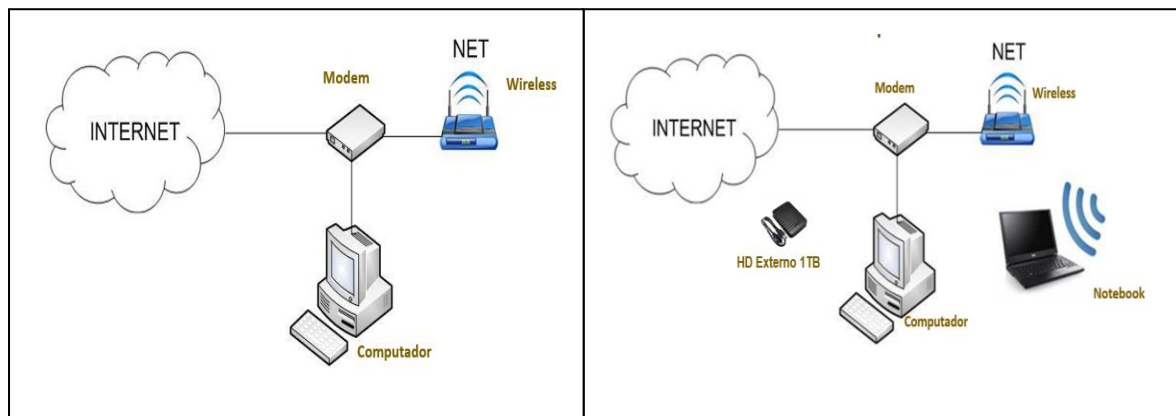 NET
Modem
Wireless
INTERNET
Computador
NET
Modem
Wireless
INTERNET
HD Externo 1TB
Notebook
Computador